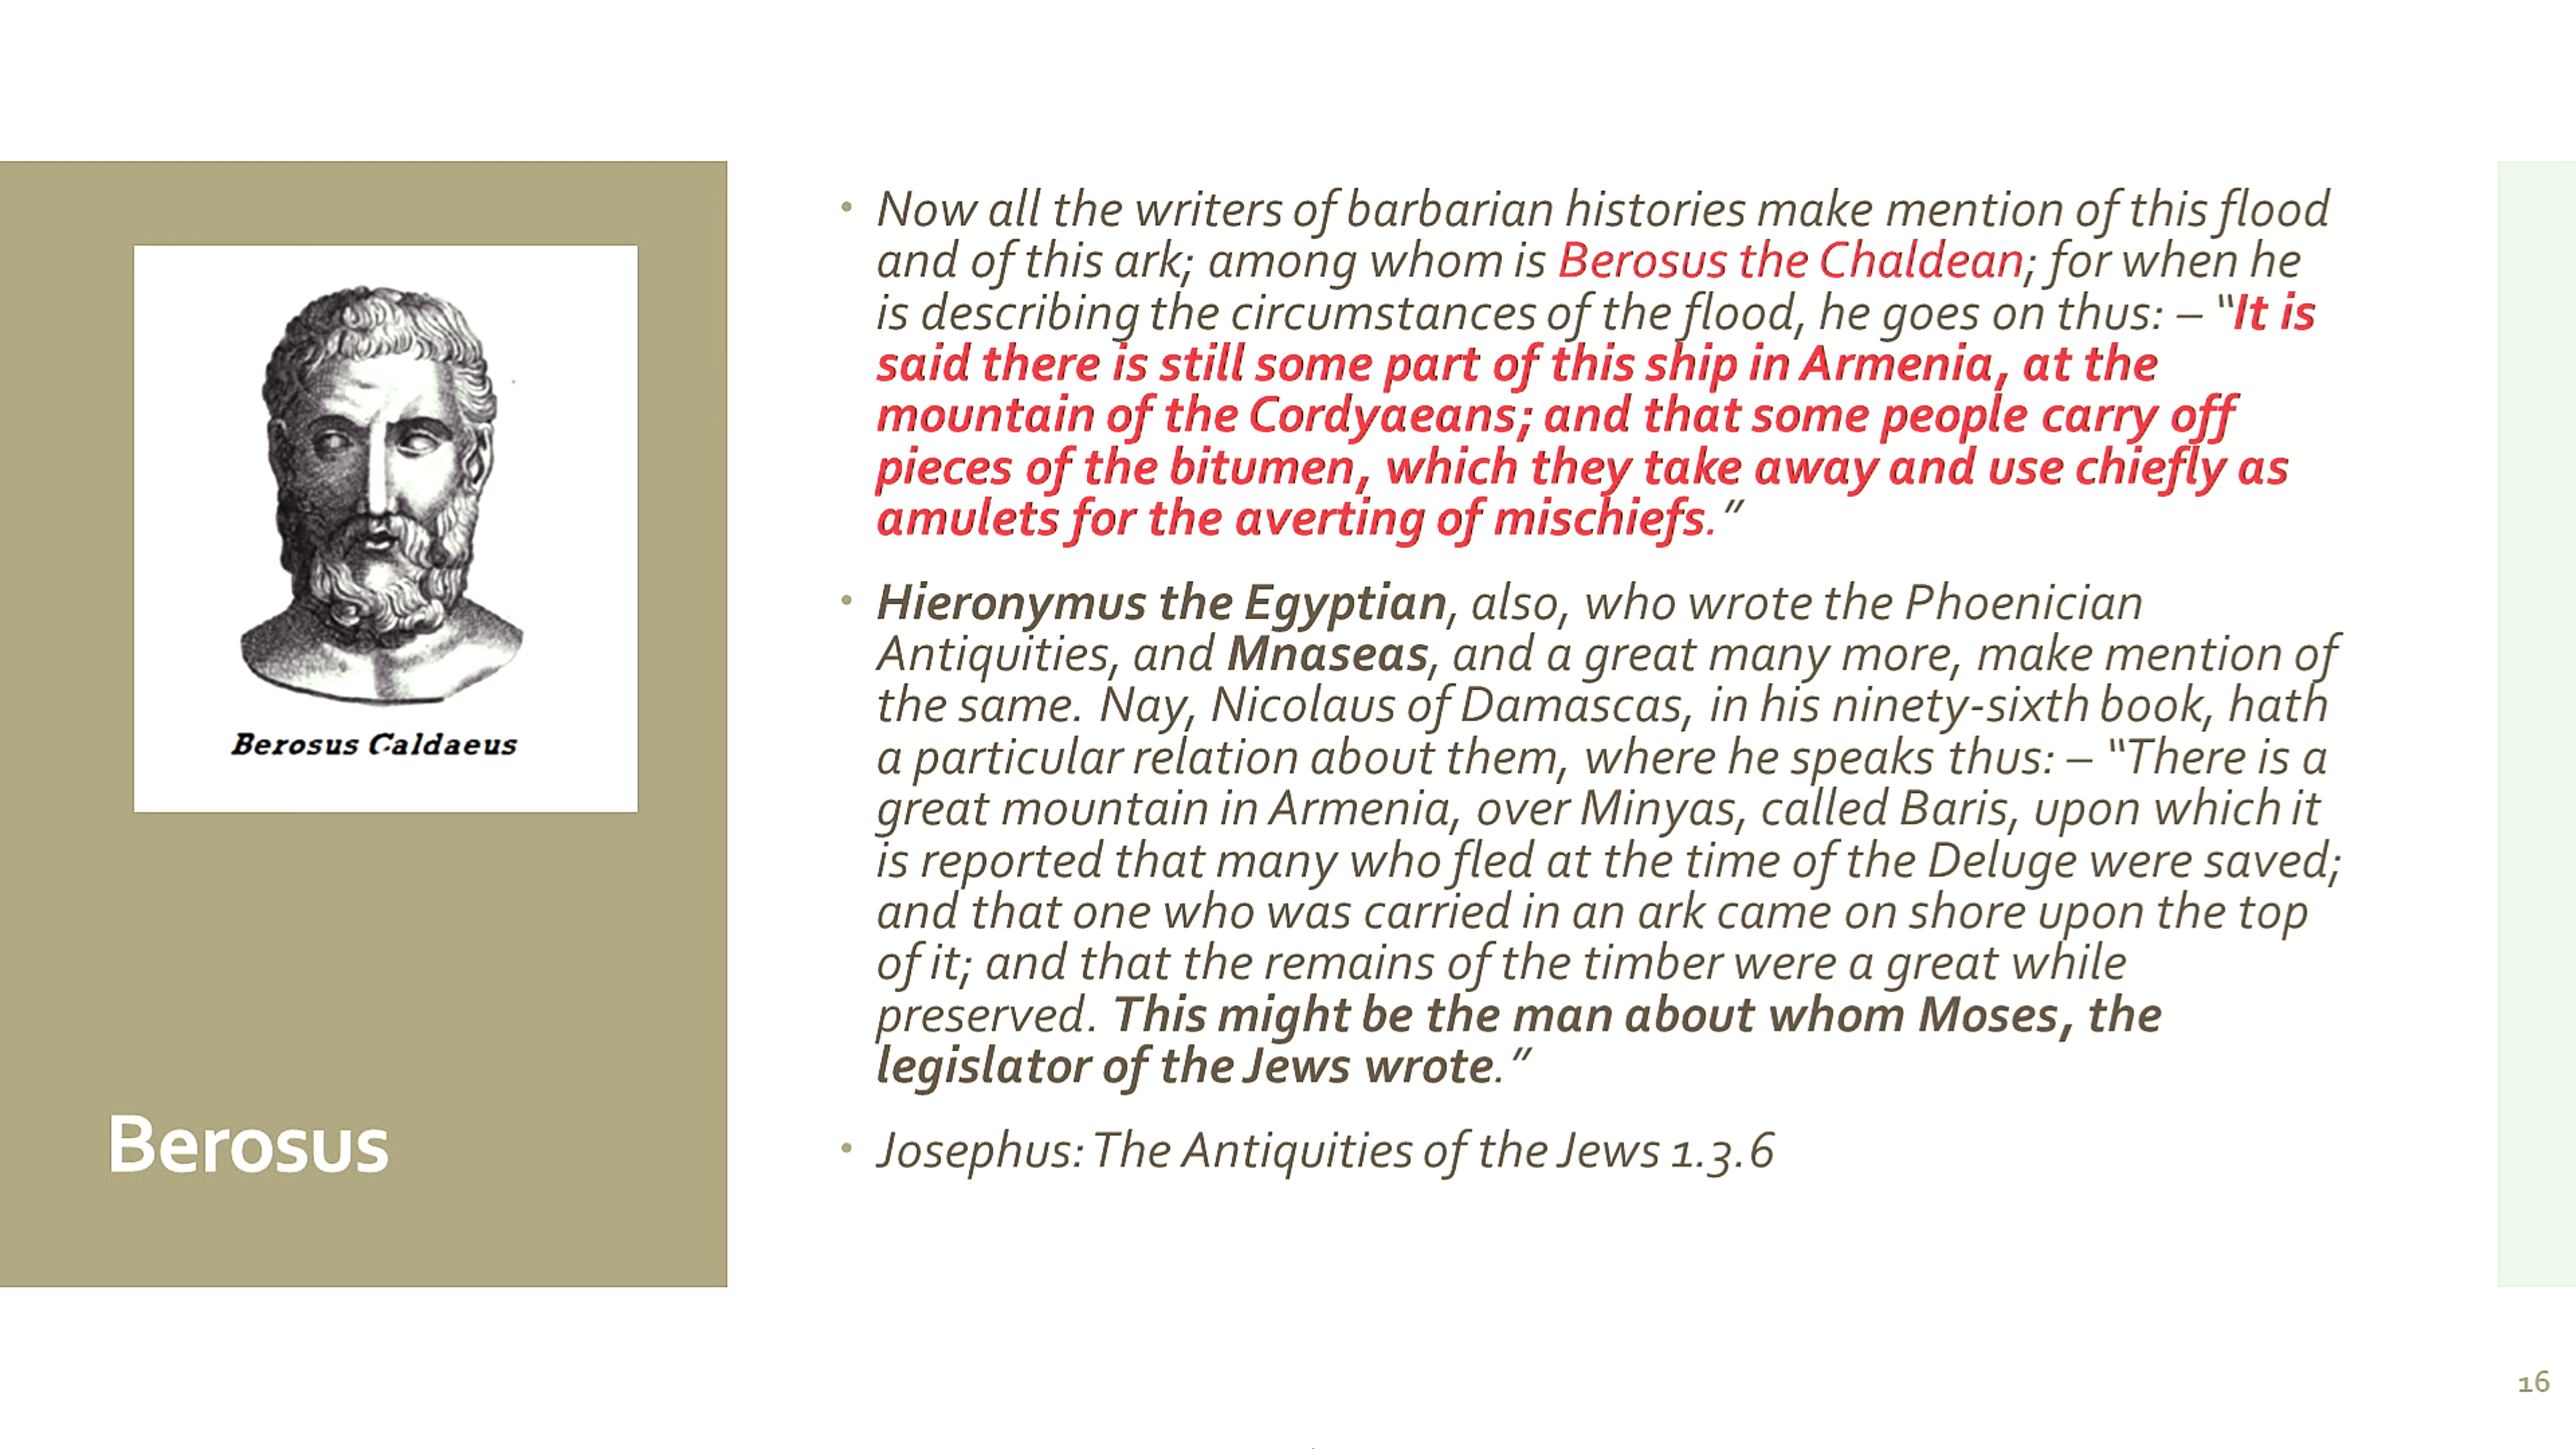 Berosus Caldaeus
Berosus
• Now all the writers of barbarian histories make mention of this flood
and of this ark; among whom is Berosus the Chaldean; for when he
is describing the circumstances of the flood, he goes on thus: – “It is
said there is still some part of this ship in Armenia, at the
mountain of the Cordyaeans; and that some people carry off
pieces of the bitumen, which they take away and use chiefly as
amulets for the averting of mischiefs.”
• Hieronymus the Egyptian, also, who wrote the Phoenician
Antiquities, and Mnaseas, and a great many more, make mention of
the same. Nay, Nicolaus of Damascas, in his ninety-sixth book, hath
a particular relation about them, where he speaks thus: – “There is a
great mountain in Armenia, over Minyas, called Baris, upon which it
is reported that many who fled at the time of the Deluge were saved;
and that one who was carried in an ark came on shore upon the top
of it; and that the remains of the timber were a great while
preserved. This might be the man about whom Moses, the
legislator of the Jews wrote.”
• Josephus: The Antiquities of the Jews 1.3.6
16